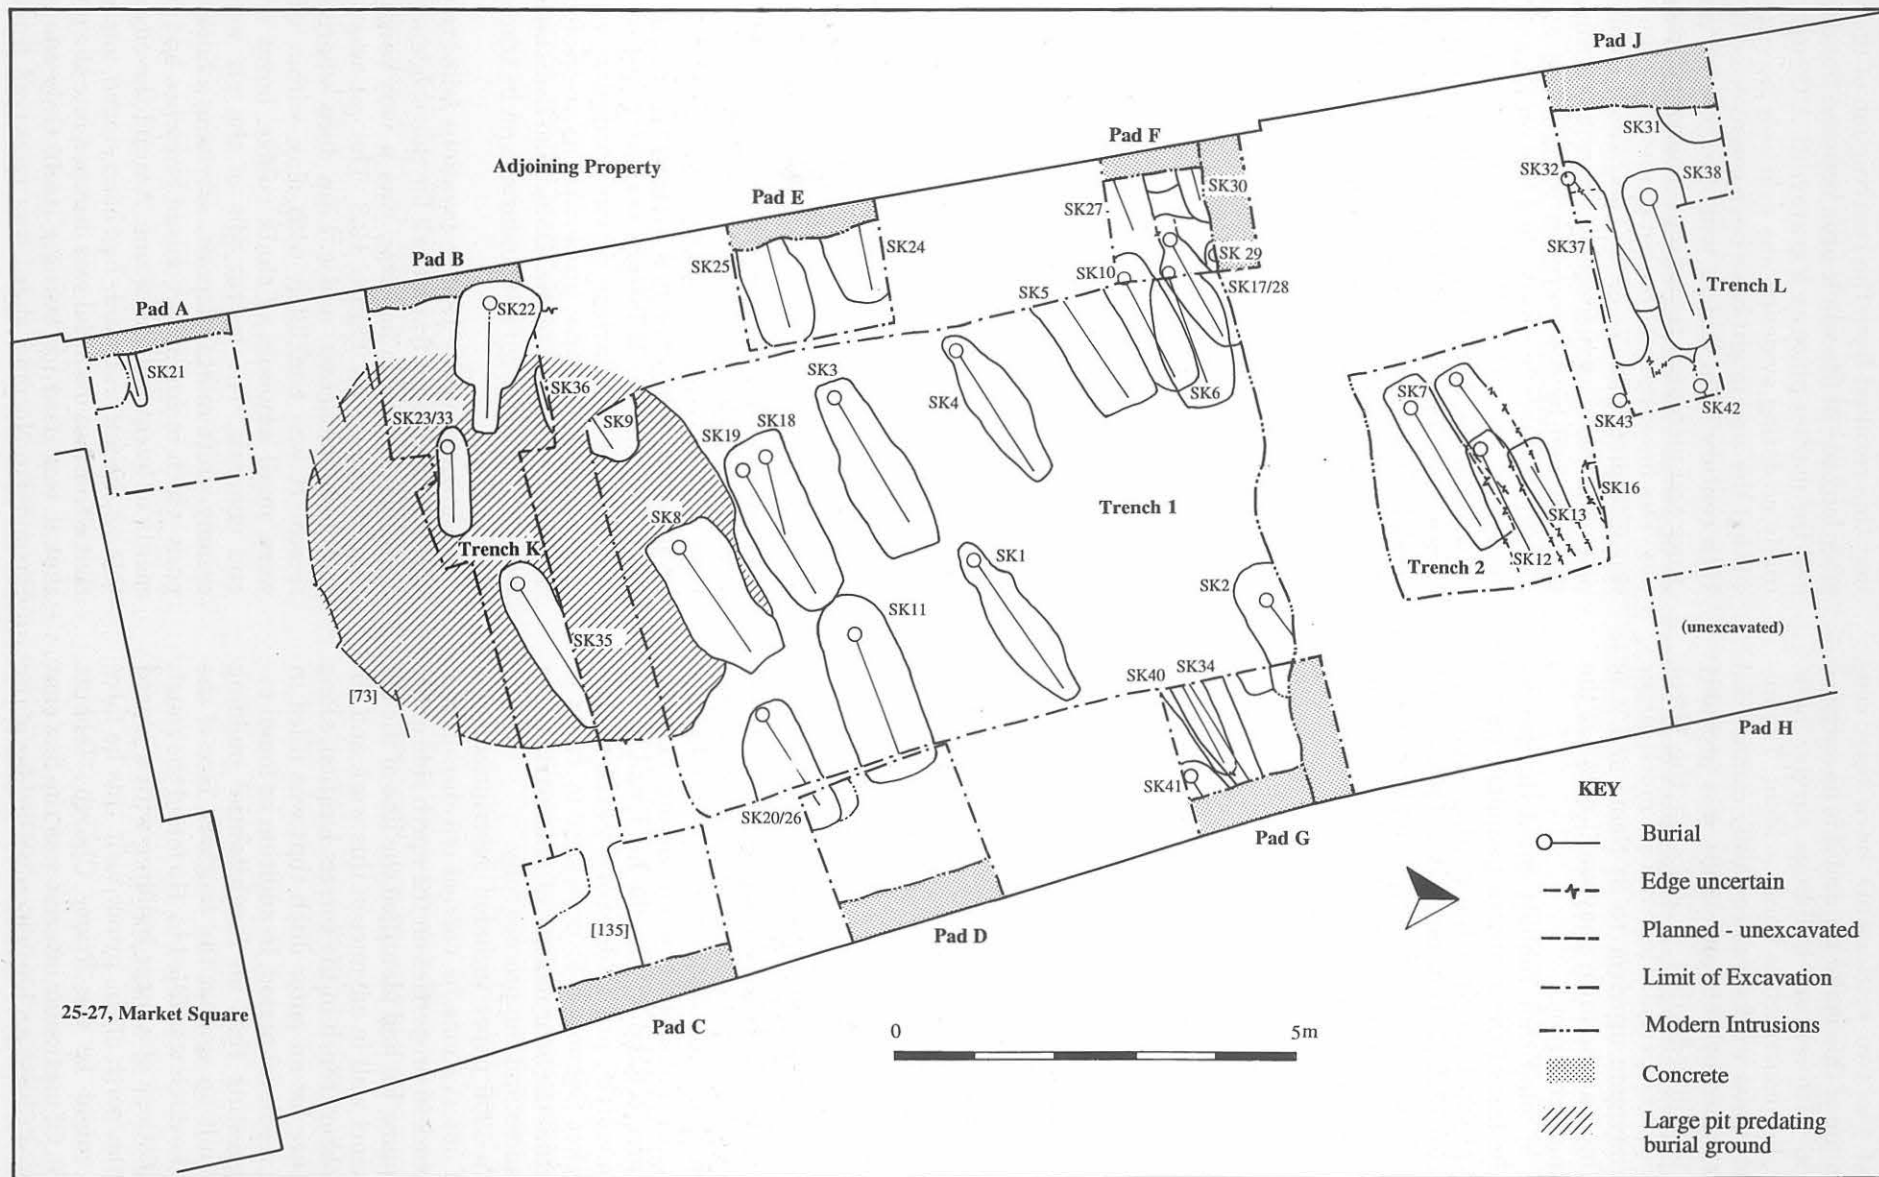 Pad J
SK31
Pad F
SK32
SK38
SK30
Adjoining Property
SK27
Pad E
SK24
SK37
SK 29
Pad B
SK25
SK10
SK17/28
Trench L
SK5
Pad A
SK22
SK21
SK36
SK3
SK4
SK6
SK7
SK43
SK42
SK9
SK23/33
SK18
SK19
SK16
SK8
Trench 1
SK13
Trench K
SK12
SK1
Trench 2
SK2
SK11
(unexcavated)
SK35
SK40
SK34
[73]
Pad H
SK41
KEY
SK20/26
Pad G
Burial
Edge uncertain
[135]
Pad D
Planned - unexcavated
Limit of Excavation
25-27, Market Square
Pad C
0
5m
Modern Intrusions
Concrete
Large pit predating
burial ground